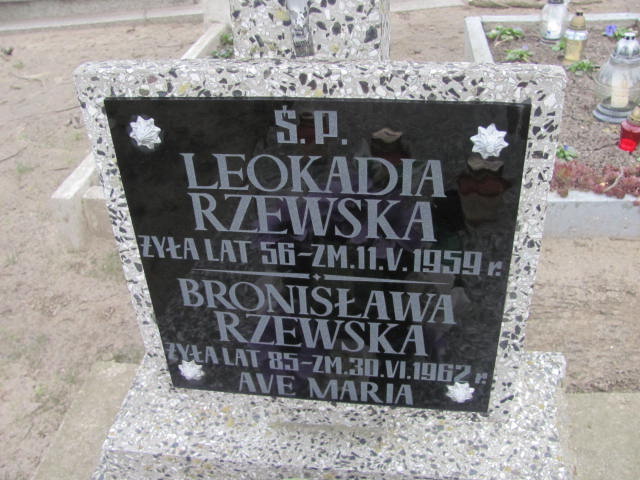 Ś.P.
LEOKADIA
RZEWSKA
ŻYŁA LAT 56-ZM.11.V.1959 r.
BRONISŁAWA
RZEWSKA
ŻYŁA LAT 85-ZM.30.VI.1962 r.
AVE MARIA